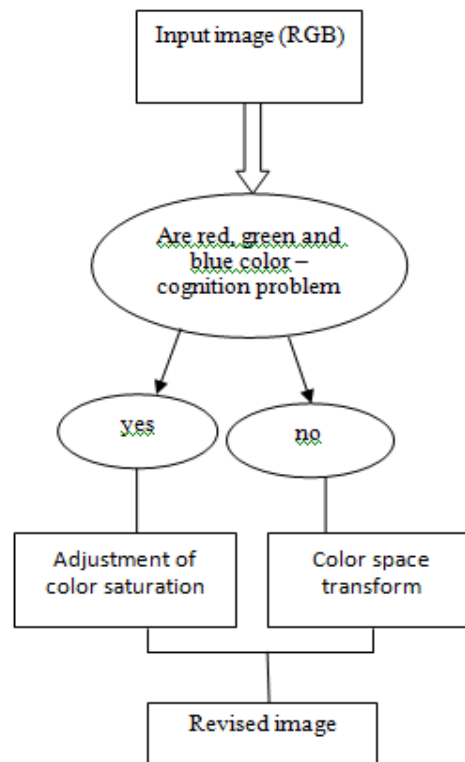 Input image (RGB)
Are red, green and
blue color –
cognition problem
yes
no
Adjustment of
color saturation
Color space
transform
Revised image